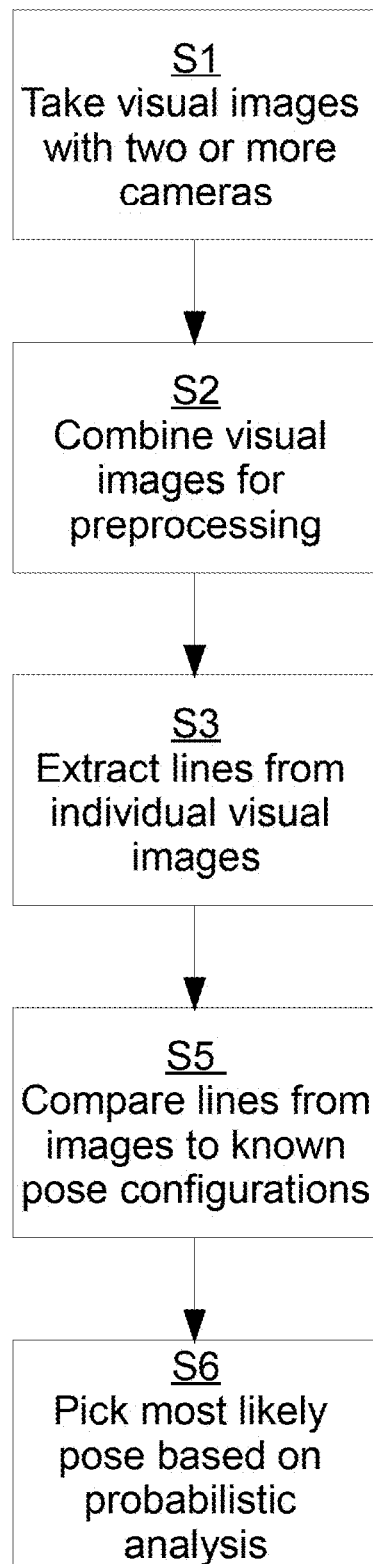 S1
Take visual images
with two or more
cameras
S2
Combine visual
images for
preprocessing
S3
Extract lines from
individual visual
images
S5
Compare lines from
images to known
pose configurations
S6
Pick most likely
pose based on
probabilistic
analysis